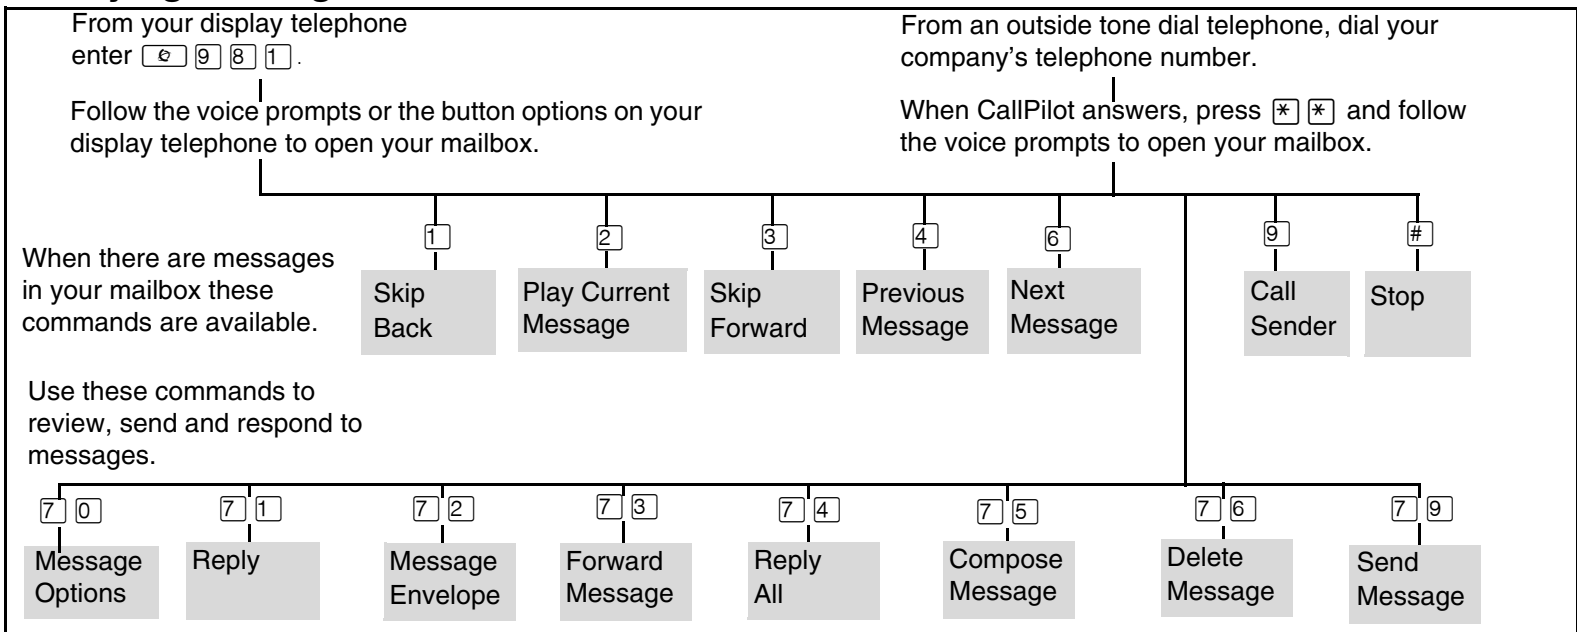 From your display telephone
enter 9 8 1 .
Follow the voice prompts or the button options on your
display telephone to open your mailbox.
From an outside tone dial telephone, dial your
company's telephone number.
When CallPilot answers, press * * and follow
the voice prompts to open your mailbox.
When there are messages
in your mailbox these
commands are available.
1
Skip
Back
2
Play Current
Message
3
Skip
Forward
4
Previous
Message
6
Next
Message
9
Call
Sender
#
Stop
Use these commands to
review, send and respond to
messages.
7 0
Message
Options
7 1
Reply
7 2
Message
Envelope
7 3
Forward
Message
7 4
Reply
All
7 5
Compose
Message
7 6
Delete
Message
7 9
Send
Message